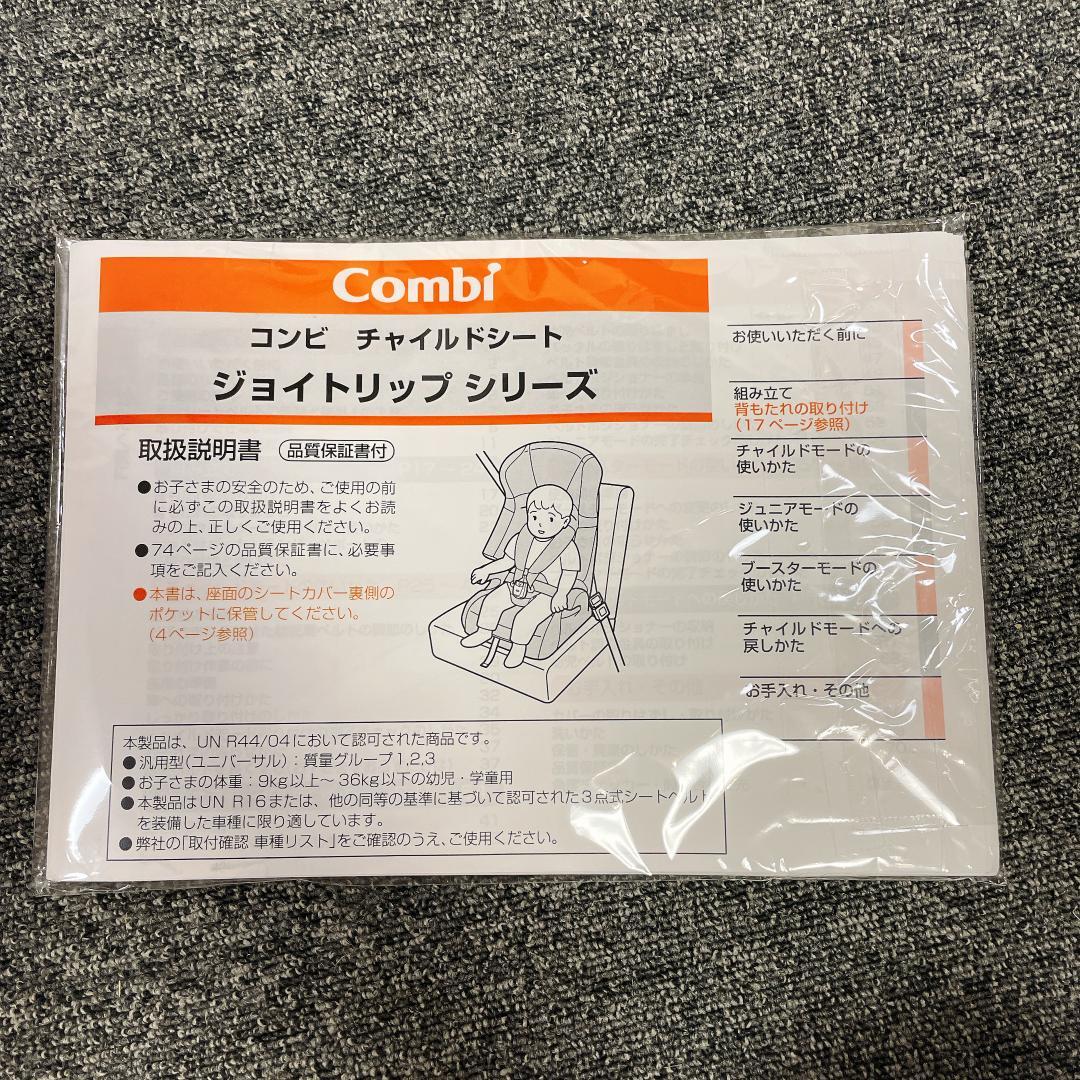 Combi
コンビ チャイルドシート
ジョイトリップ シリーズ
取扱説明書 品質保証書付
●お子さまの安全のため、ご使用の前
に必ずこの取扱説明書をよくお読
みの上、正しくご使用ください。
●74ページの品質保証書に、必要事
項をご記入ください。
●本書は、座面のシートカバー裏側の
ポケットに保管してください。
(4ページ参照)
本製品は、UN R44/04において認可された商品です。
●汎用型(ユニバーサル):質量グループ1,2,3
●お子さまの体重:9kg以上~36kg以下の幼児・学童用
●本製品はUN R16または、他の同等の基準に基づいて認可された3点式シートベルト
を装備した車種に限り適しています。
●弊社の「取付確認 車種リスト」をご確認のうえ、ご使用ください。
お使いいただく前に
組み立て
背もたれの取り付け
(17ページ参照)
チャイルドモードの
使いかた
ジュニアモードの
使いかた
ブースターモードの
使いかた
チャイルドモードへの
戻しかた
お手入れ・その他